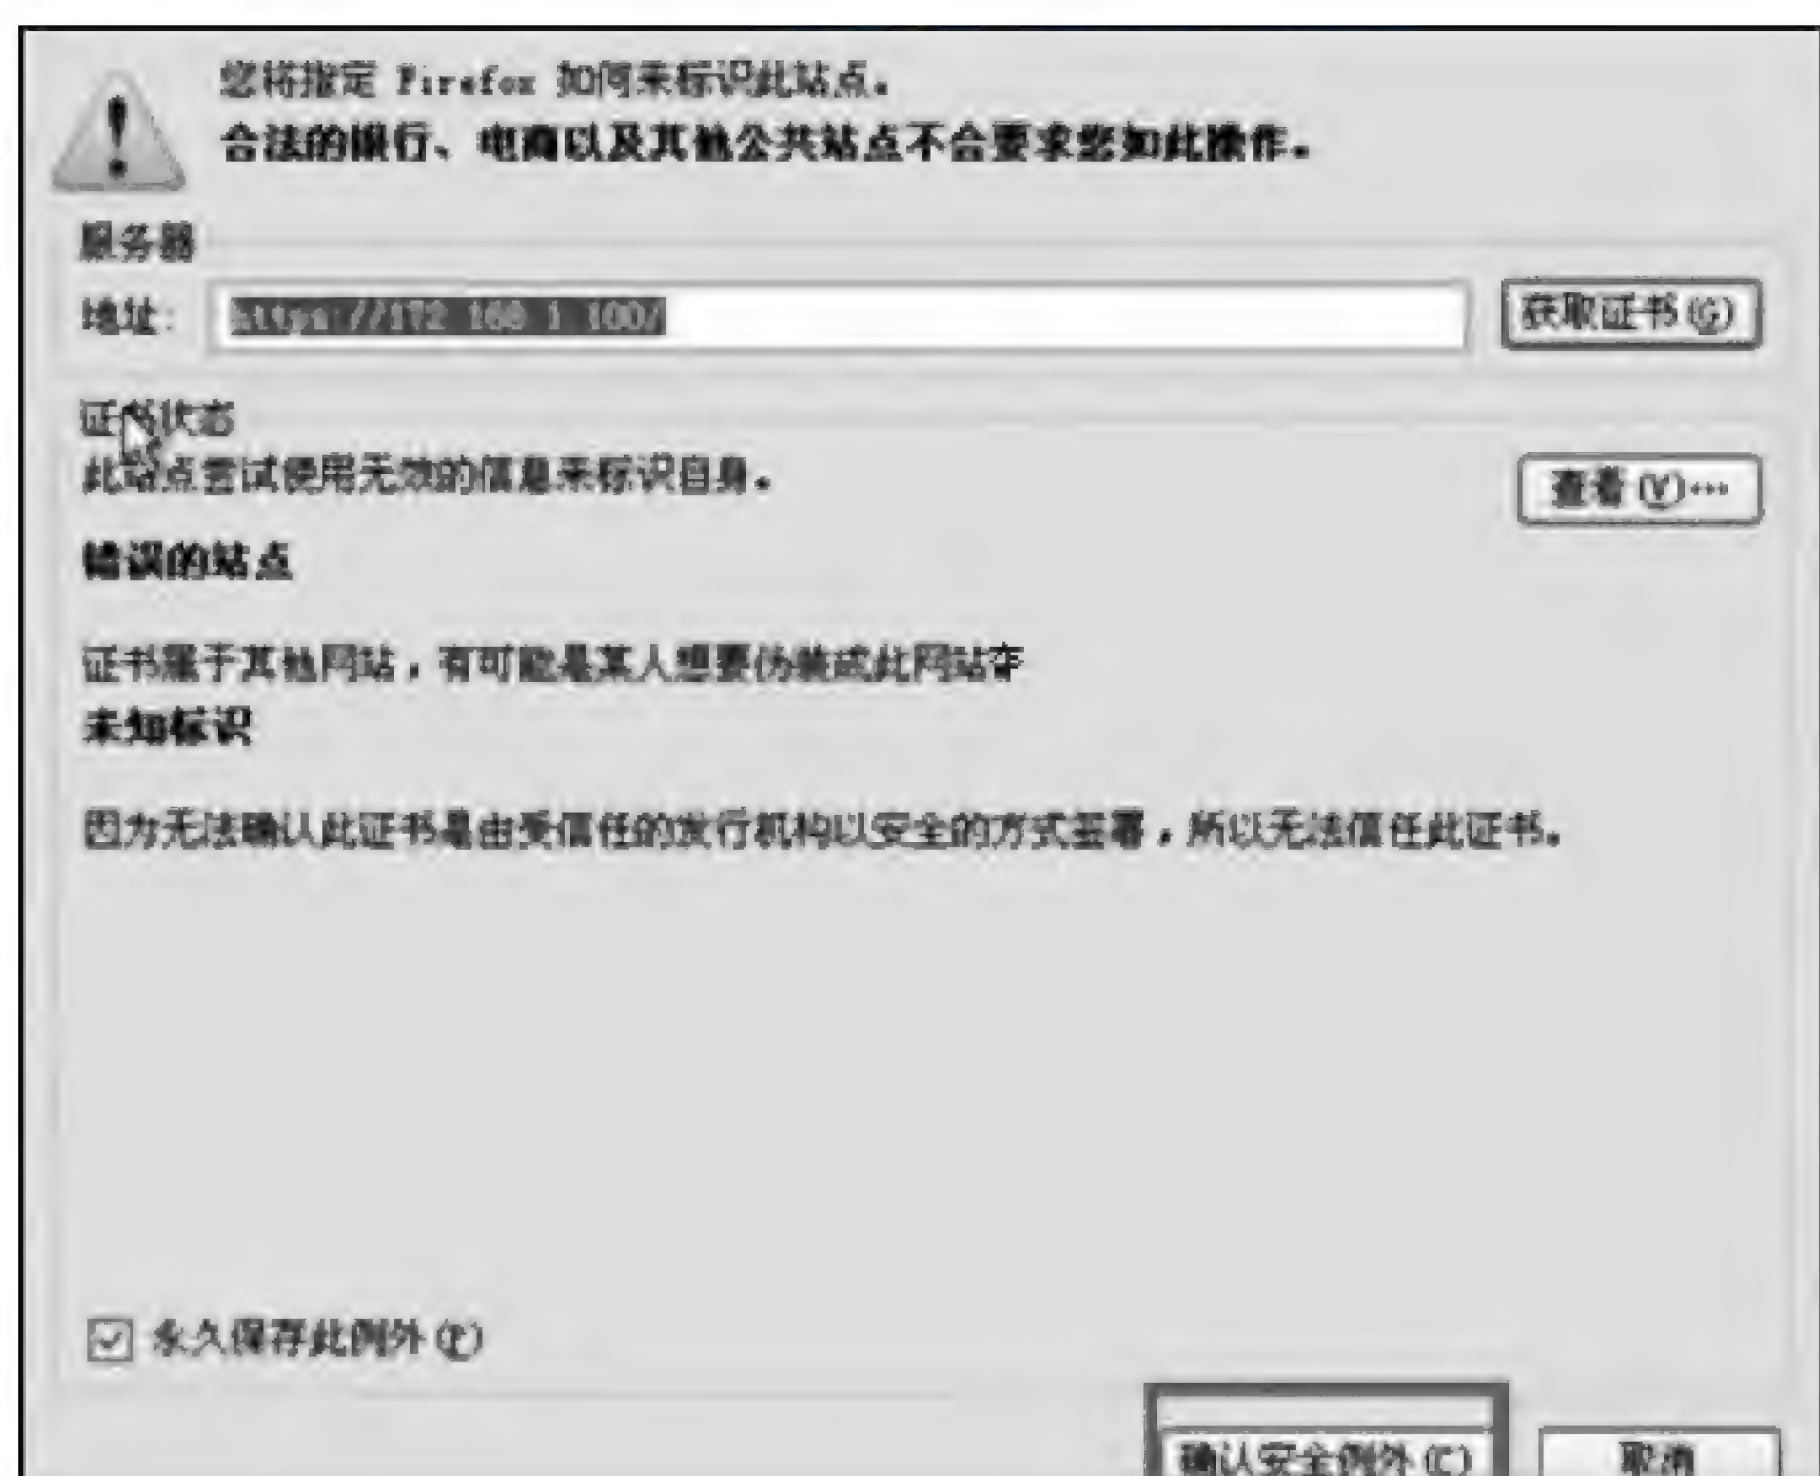 您将指定 Firefox 如何来标识此站点。
合法的银行、电商以及其他公共站点不会要求您如此操作。
服务器
地址: https://172.168.1.100/ 获取证书(G)
证书状态
此站点尝试使用无效的信息来标识自身。 查看(V)…
错误的站点
证书属于其他网站，有可能是某人想要伪装成此网站
未知标识
因为无法确认此证书是由受信任的发行机构以安全的方式签署，所以无法信任此证书。
永久保存此例外(P)
确认安全例外(C) 取消